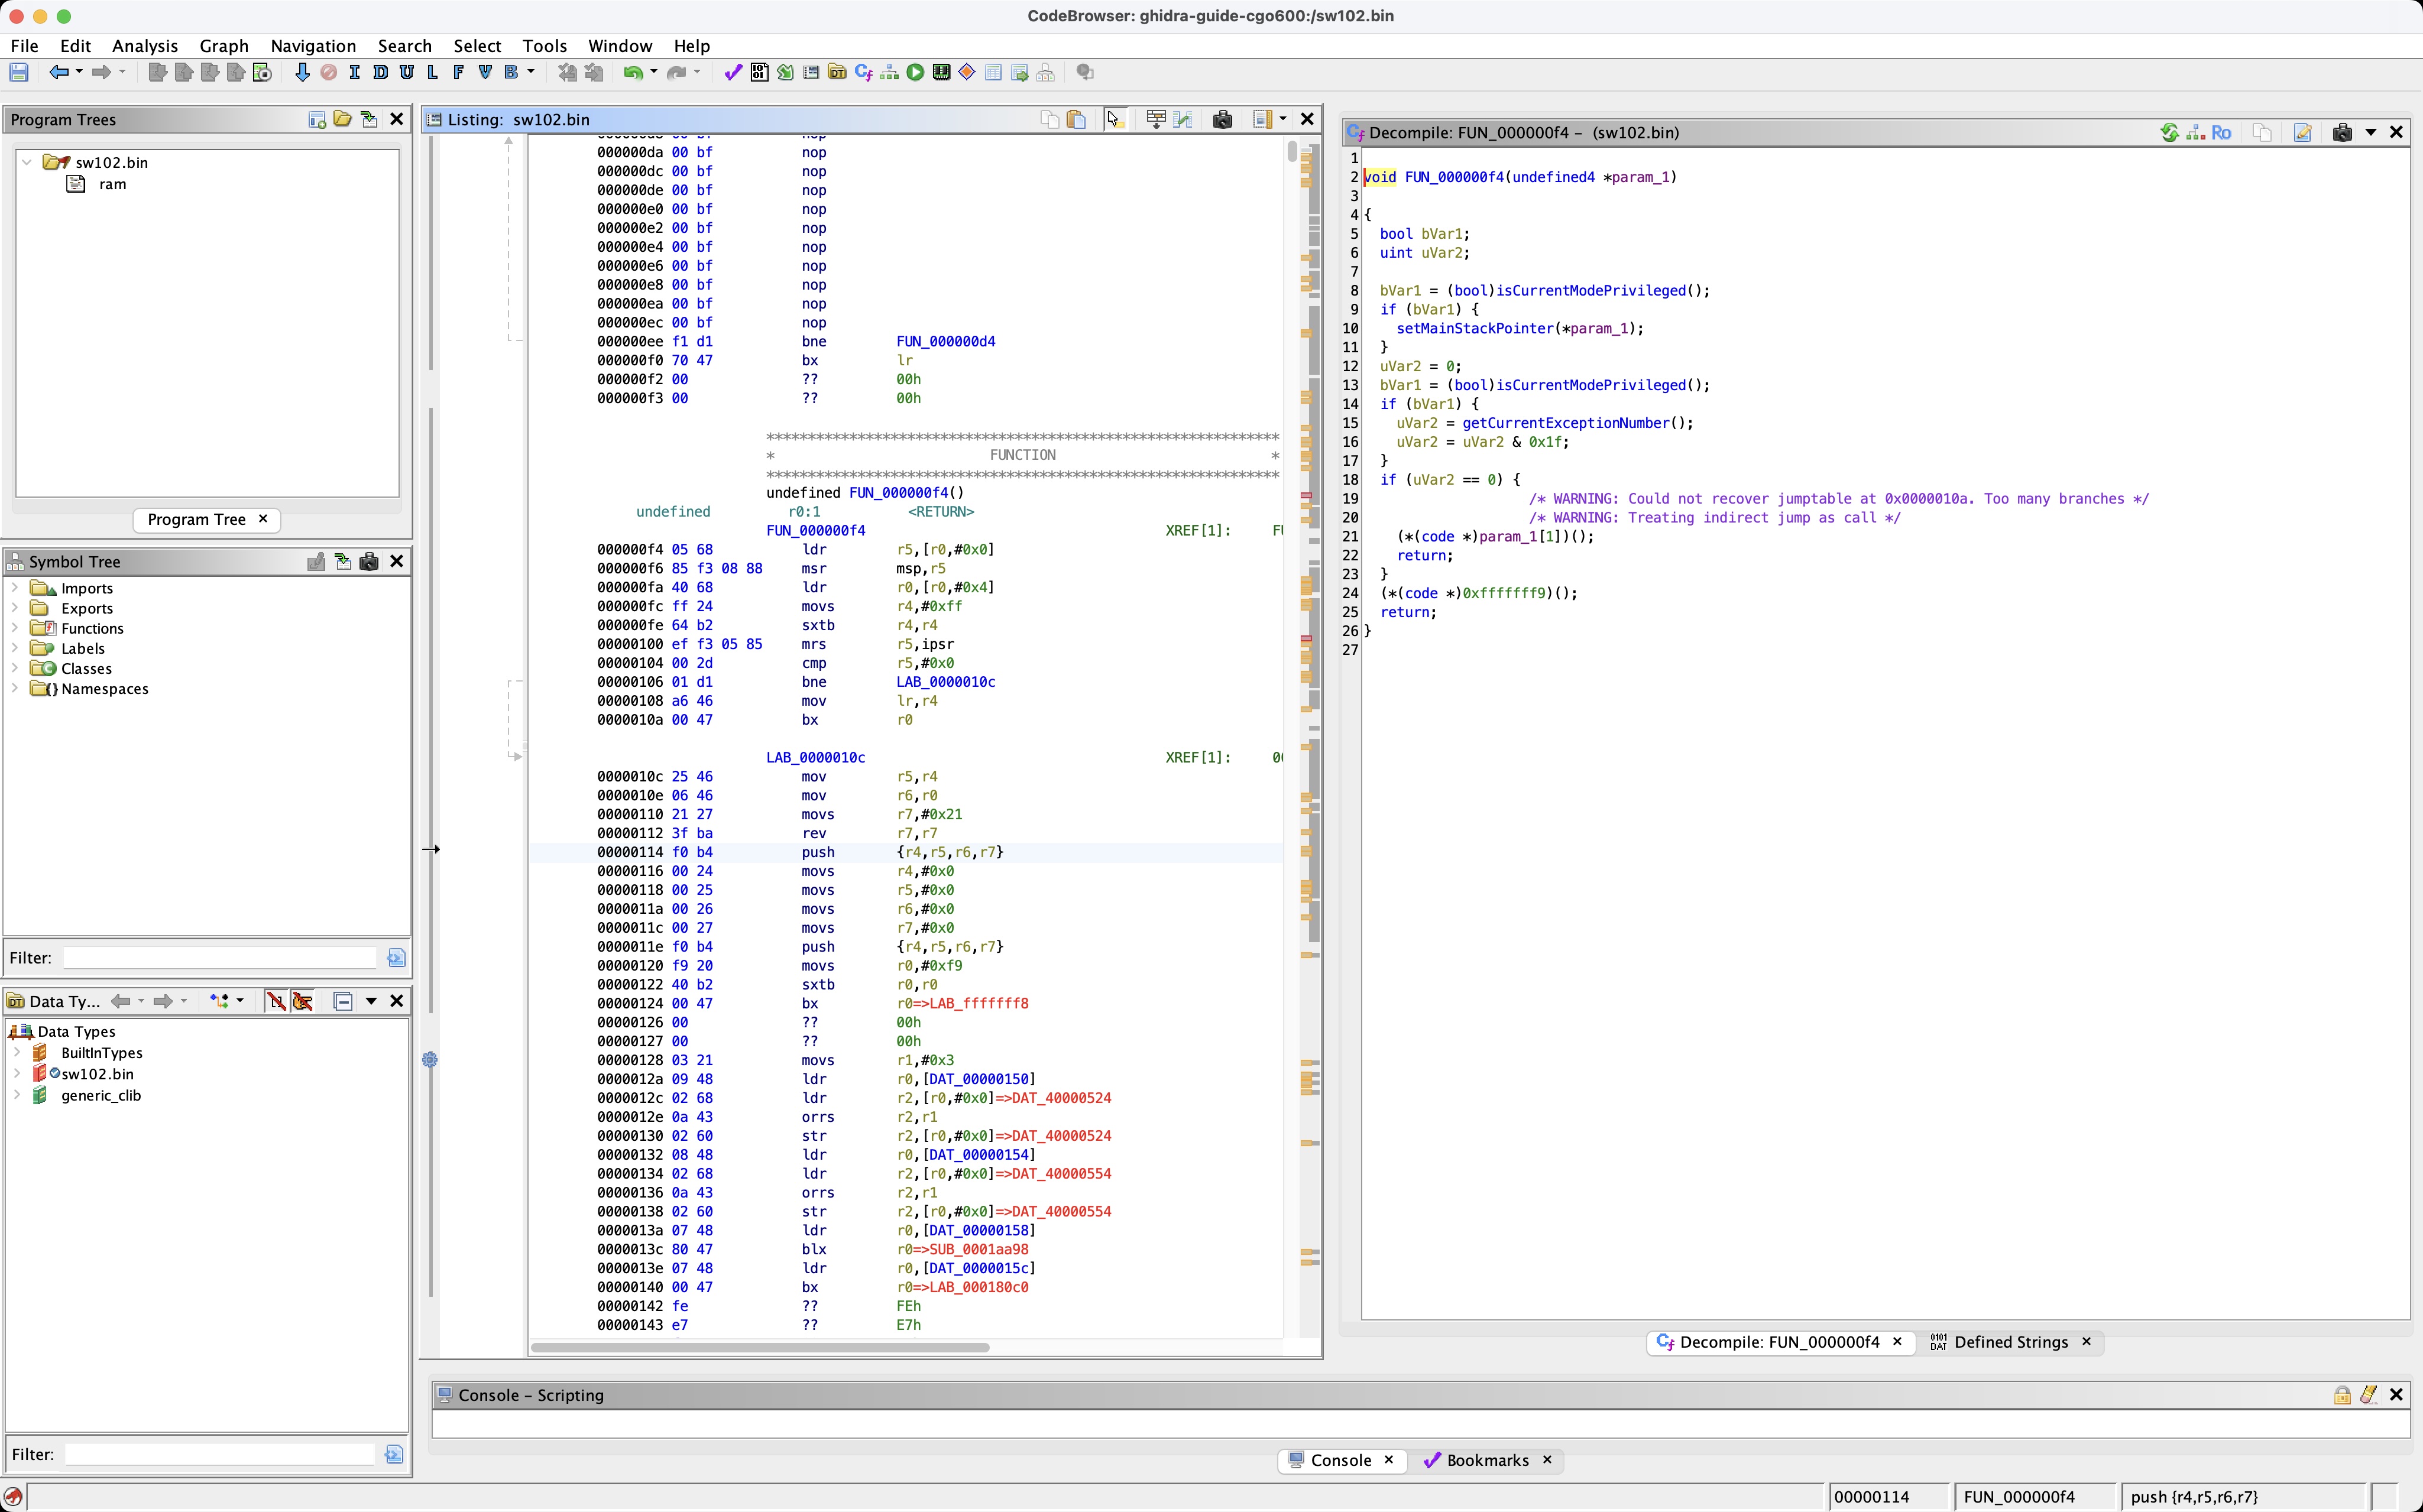 CodeBrowser: ghidra-guide-cgo600:/sw102.bin
File Edit Analysis Graph Navigation Search Select Tools Window Help
I D U L F V B
Program Trees
sw102.bin
ram
Program Tree
Symbol Tree
Imports
Exports
Functions
Labels
Classes
Namespaces
Filter:
Data Ty...
Data Types
BuiltInTypes
sw102.bin
generic_clib
Filter:
Listing: sw102.bin
000000da 00 bf nop
000000dc 00 bf nop
000000de 00 bf nop
000000e0 00 bf nop
000000e2 00 bf nop
000000e4 00 bf nop
000000e6 00 bf nop
000000e8 00 bf nop
000000ea 00 bf nop
000000ec 00 bf nop
000000ee f1 d1 bne FUN_000000d4
000000f0 70 47 bx lr
000000f2 00 ?? 00h
000000f3 00 ?? 00h
* FUNCTION *
undefined FUN_000000f4()
undefined r0:1 <RETURN>
FUN_000000f4 XREF[1]:
000000f4 05 68 ldr r5,[r0,#0x0]
000000f6 85 f3 08 88 msr msp,r5
000000fa 40 68 ldr r0,[r0,#0x4]
000000fc ff 24 movs r4,#0xff
000000fe 64 b2 sxtb r4,r4
00000100 ef f3 05 85 mrs r5,ipsr
00000104 00 2d cmp r5,#0x0
00000106 01 d1 bne LAB_0000010c
00000108 a6 46 mov lr,r4
0000010a 00 47 bx r0
LAB_0000010c XREF[1]:
0000010c 25 46 mov r5,r4
0000010e 06 46 mov r6,r0
00000110 21 27 movs r7,#0x21
00000112 3f ba rev r7,r7
00000114 f0 b4 push {r4,r5,r6,r7}
00000116 00 24 movs r4,#0x0
00000118 00 25 movs r5,#0x0
0000011a 00 26 movs r6,#0x0
0000011c 00 27 movs r7,#0x0
0000011e f0 b4 push {r4,r5,r6,r7}
00000120 f9 20 movs r0,#0xf9
00000122 40 b2 sxtb r0,r0
00000124 00 47 bx r0=>LAB_fffffff8
00000126 00 ?? 00h
00000127 00 ?? 00h
00000128 03 21 movs r1,#0x3
0000012a 09 48 ldr r0,[DAT_00000150]
0000012c 02 68 ldr r2,[r0,#0x0]=>DAT_40000524
0000012e 0a 43 orrs r2,r1
00000130 02 60 str r2,[r0,#0x0]=>DAT_40000524
00000132 08 48 ldr r0,[DAT_00000154]
00000134 02 68 ldr r2,[r0,#0x0]=>DAT_40000554
00000136 0a 43 orrs r2,r1
00000138 02 60 str r2,[r0,#0x0]=>DAT_40000554
0000013a 07 48 ldr r0,[DAT_00000158]
0000013c 80 47 blx r0=>SUB_0001aa98
0000013e 07 48 ldr r0,[DAT_0000015c]
00000140 00 47 bx r0=>LAB_000180c0
00000142 fe ?? FEh
00000143 e7 ?? E7h
Decompile: FUN_000000f4 - (sw102.bin)
Ro
1
2 void FUN_000000f4(undefined4 *param_1)
3
4 {
5 bool bVar1;
6 uint uVar2;
7
8 bVar1 = (bool)isCurrentModePrivileged();
9 if (bVar1) {
10 setMainStackPointer(*param_1);
11 }
12 uVar2 = 0;
13 bVar1 = (bool)isCurrentModePrivileged();
14 if (bVar1) {
15 uVar2 = getCurrentExceptionNumber();
16 uVar2 = uVar2 & 0x1f;
17 }
18 if (uVar2 == 0) {
19 /* WARNING: Could not recover jumptable at 0x0000010a. Too many branches */
20 /* WARNING: Treating indirect jump as call */
21 (*(code *)param_1[1])();
22 return;
23 }
24 (*(code *)0xfffffff9)();
25 return;
26 }
27
Decompile: FUN_000000f4
Defined Strings
Console - Scripting
Console
Bookmarks
00000114 FUN_000000f4 push {r4,r5,r6,r7}